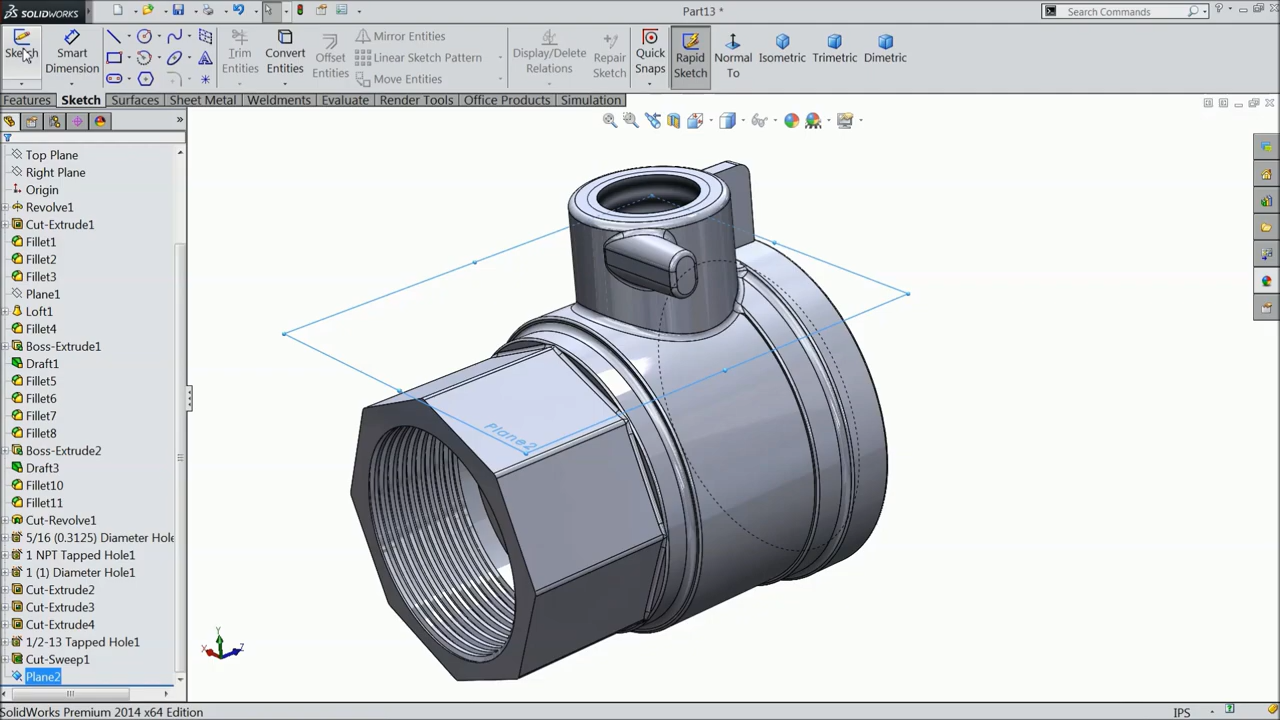 SOLIDWORKS
Part13 *
Search Commands
Sketch
Smart Dimension
Trim Entities
Convert Entities
Offset Entities
Mirror Entities
Linear Sketch Pattern
Move Entities
Display/Delete Relations
Repair Sketch
Quick Snaps
Rapid Sketch
Normal To
Isometric
Trimetric
Dimetric
Features
Sketch
Surfaces
Sheet Metal
Weldments
Evaluate
Render Tools
Office Products
Simulation
Top Plane
Right Plane
Origin
Revolve1
Cut-Extrude1
Fillet1
Fillet2
Fillet3
Plane1
Loft1
Fillet4
Boss-Extrude1
Draft1
Fillet5
Fillet6
Fillet7
Fillet8
Boss-Extrude2
Draft3
Fillet10
Fillet11
Cut-Revolve1
5/16 (0.3125) Diameter Hole
1 NPT Tapped Hole1
1 (1) Diameter Hole1
Cut-Extrude2
Cut-Extrude3
Cut-Extrude4
1/2-13 Tapped Hole1
Cut-Sweep1
Plane2
Plane2
Y
X
Z
SolidWorks Premium 2014 x64 Edition
IPS